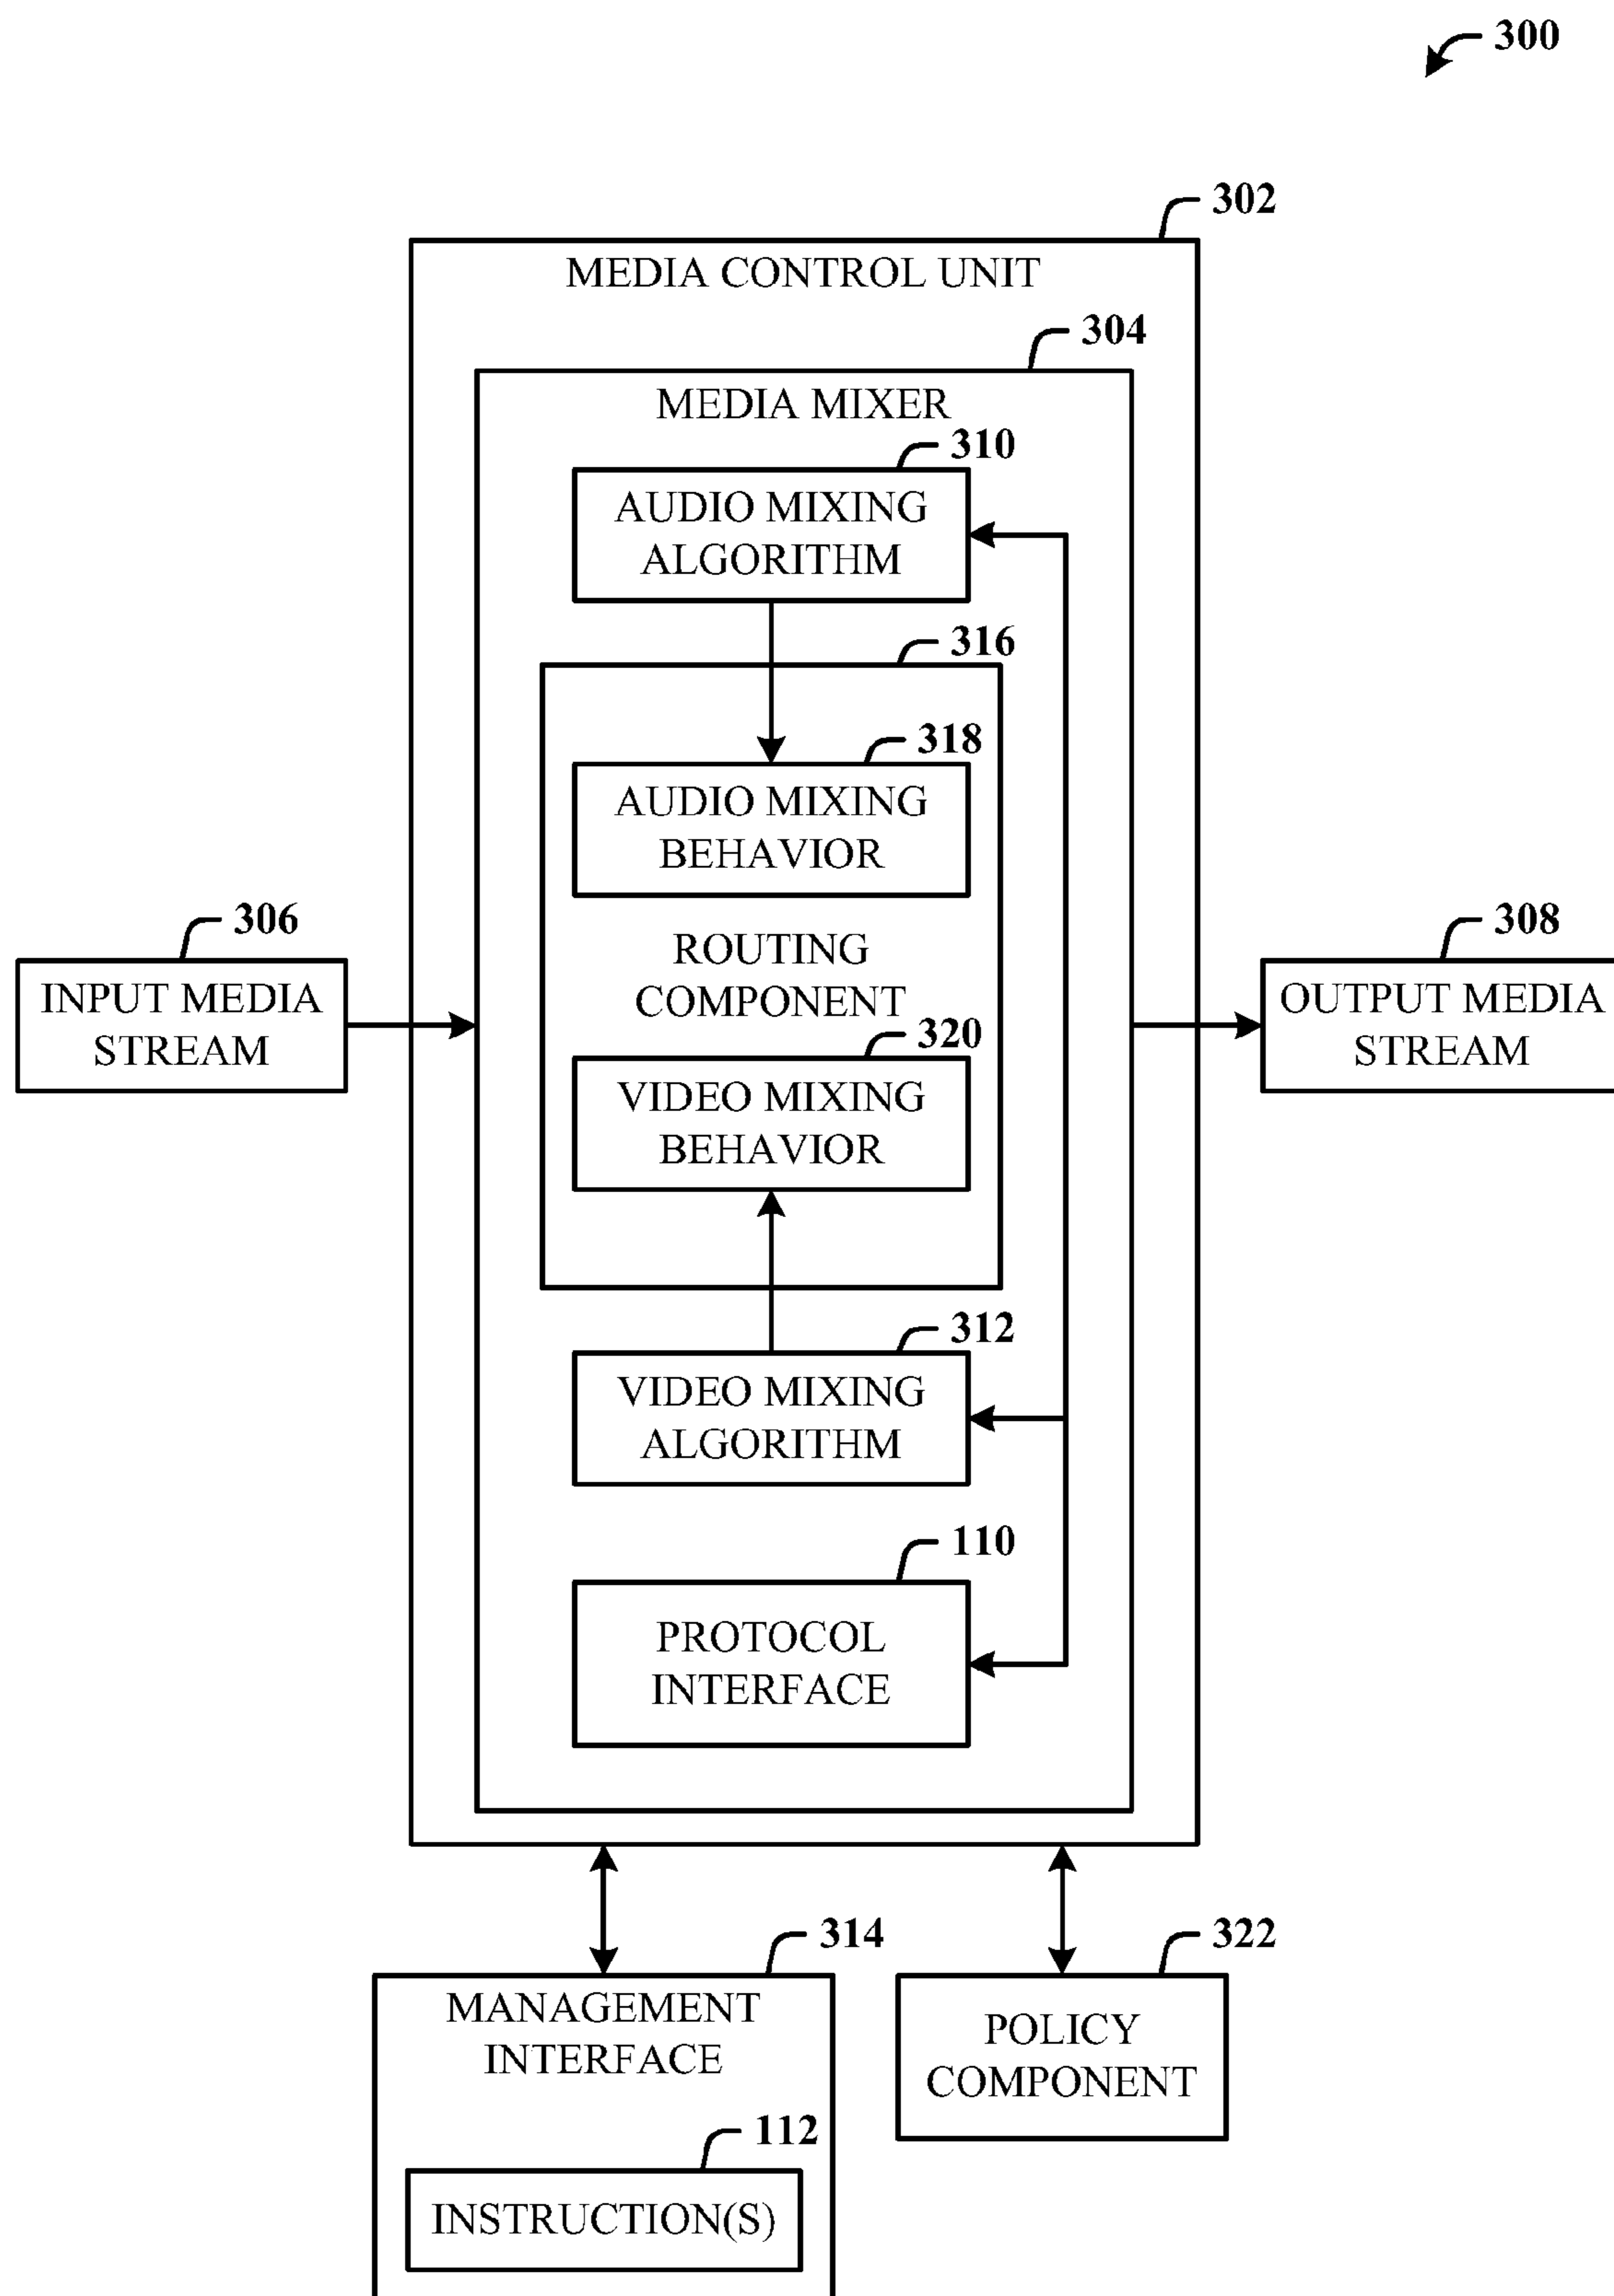 300
302
MEDIA CONTROL UNIT
304
MEDIA MIXER
310
AUDIO MIXING
ALGORITHM
316
318
AUDIO MIXING
BEHAVIOR
306
INPUT MEDIA
STREAM
ROUTING
COMPONENT
308
OUTPUT MEDIA
STREAM
320
VIDEO MIXING
BEHAVIOR
312
VIDEO MIXING
ALGORITHM
110
PROTOCOL
INTERFACE
314
MANAGEMENT
INTERFACE
322
POLICY
COMPONENT
112
INSTRUCTION(S)